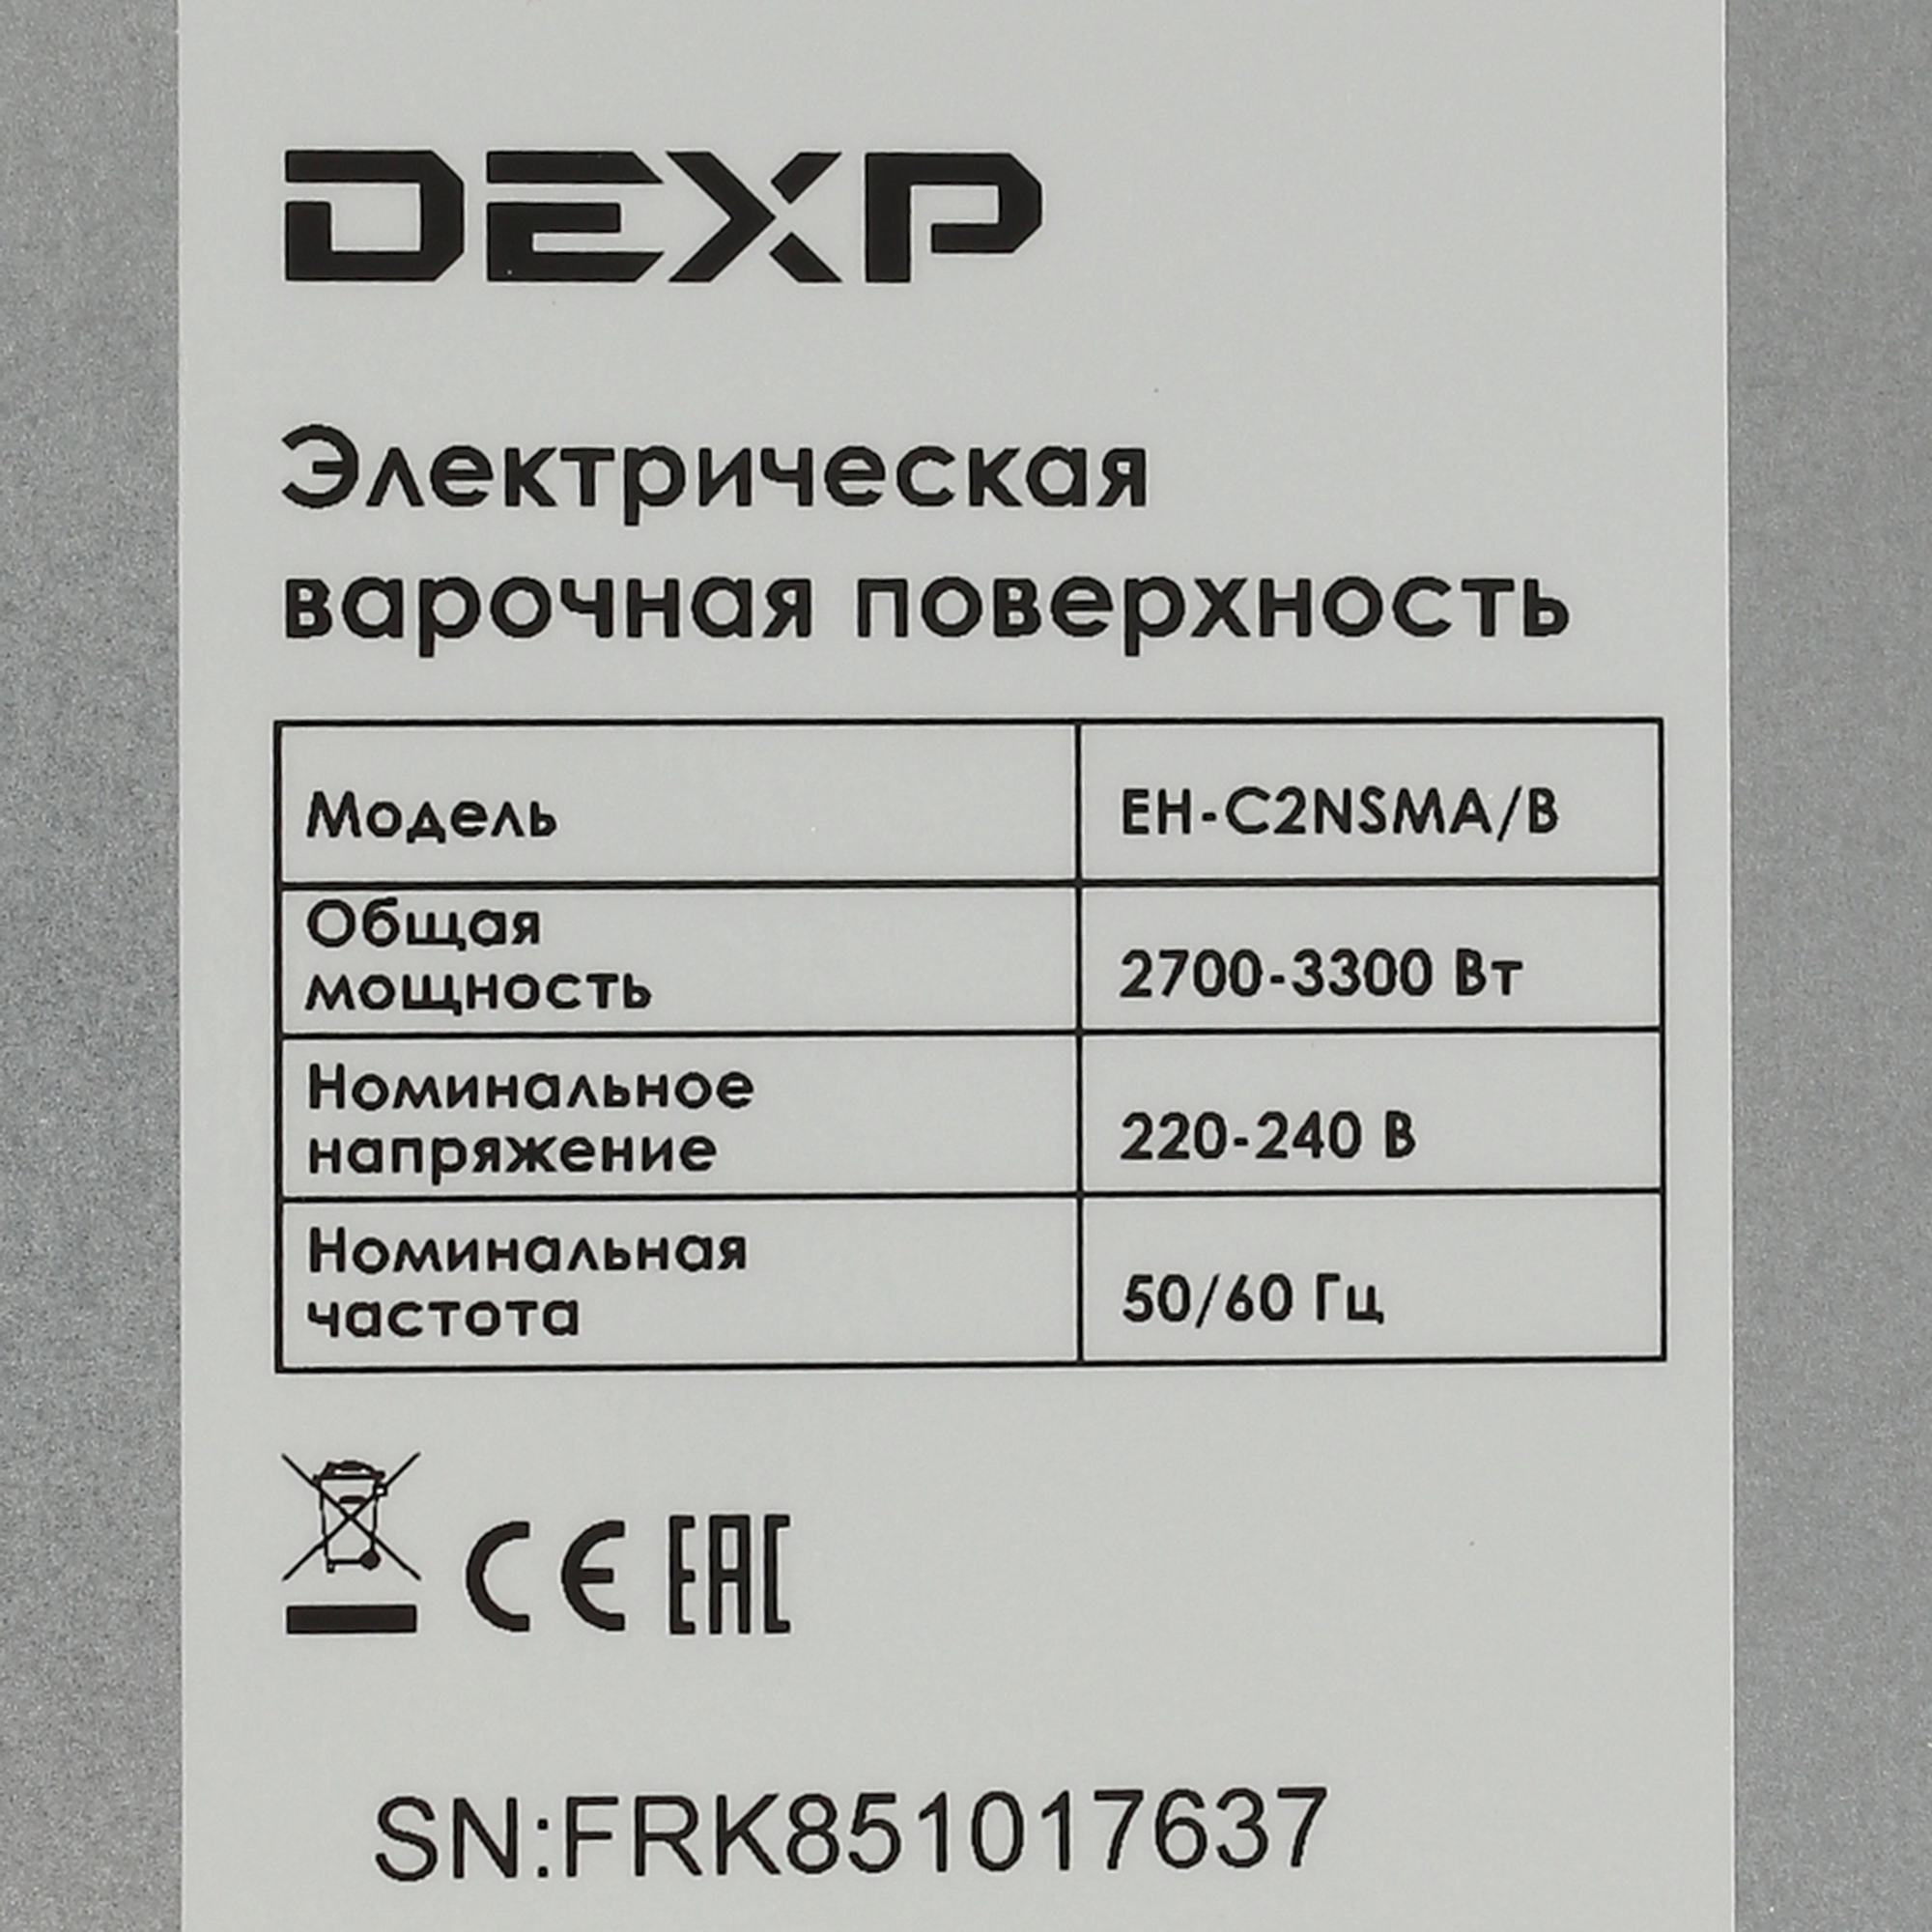 DEXP
Электрическая
варочная поверхность
Модель EH-C2NSMA/B
Общая
мощность 2700-3300 Вт
Номинальное
напряжение 220-240 В
Номинальная
частота 50/60 Гц
CE EAC
SN:FRK851017637